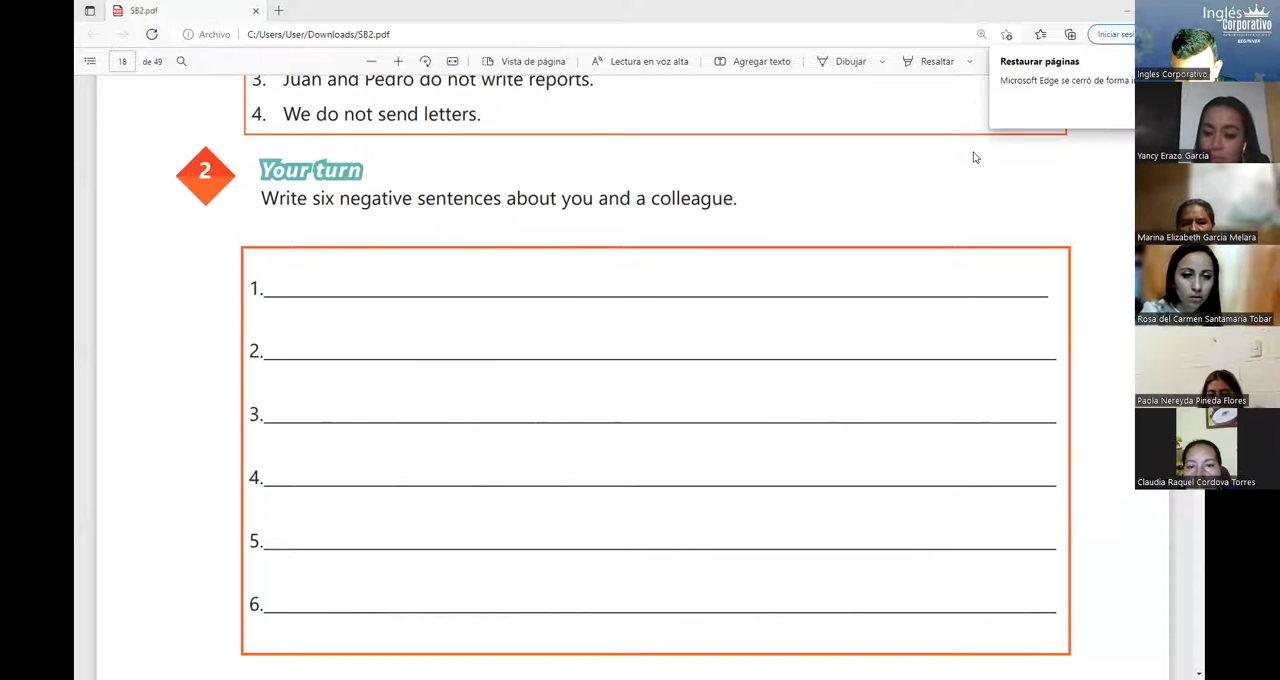 SB2.pdf
Archivo C:/Users/User/Downloads/SB2.pdf Iniciar sesi
18 de 49 Vista de página Lectura en voz alta Agregar texto Dibujar Resaltar
Restaurar páginas
Microsoft Edge se cerró de forma i
3. Juan and Pedro do not write reports.
4. We do not send letters.
2 Your turn
Write six negative sentences about you and a colleague.
1.
2.
3.
4.
5.
6.
Inglés
Corporativo
BEGINNER
Ingles Corporativo
Yancy Erazo Garcia
Marina Elizabeth Garcia Melara
Rosa del Carmen Santamaria Tobar
Paola Nereyda Pineda Flores
Claudia Raquel Cordova Torres